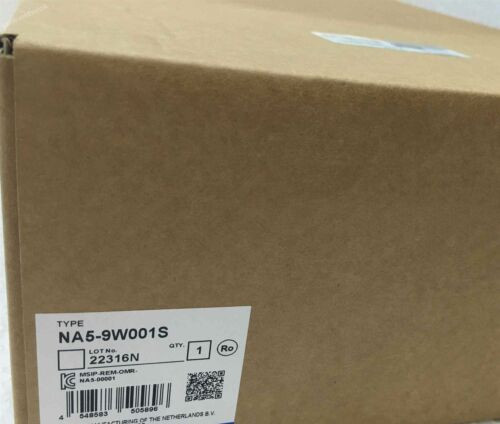 TYPE
NA5-9W001S
LOT No.
22316N
QTY.
1
Ro
MSIP-REM-OMR-
NA5-00001
4 548583 505896
MANUFACTURING OF THE NETHERLANDS B.V.